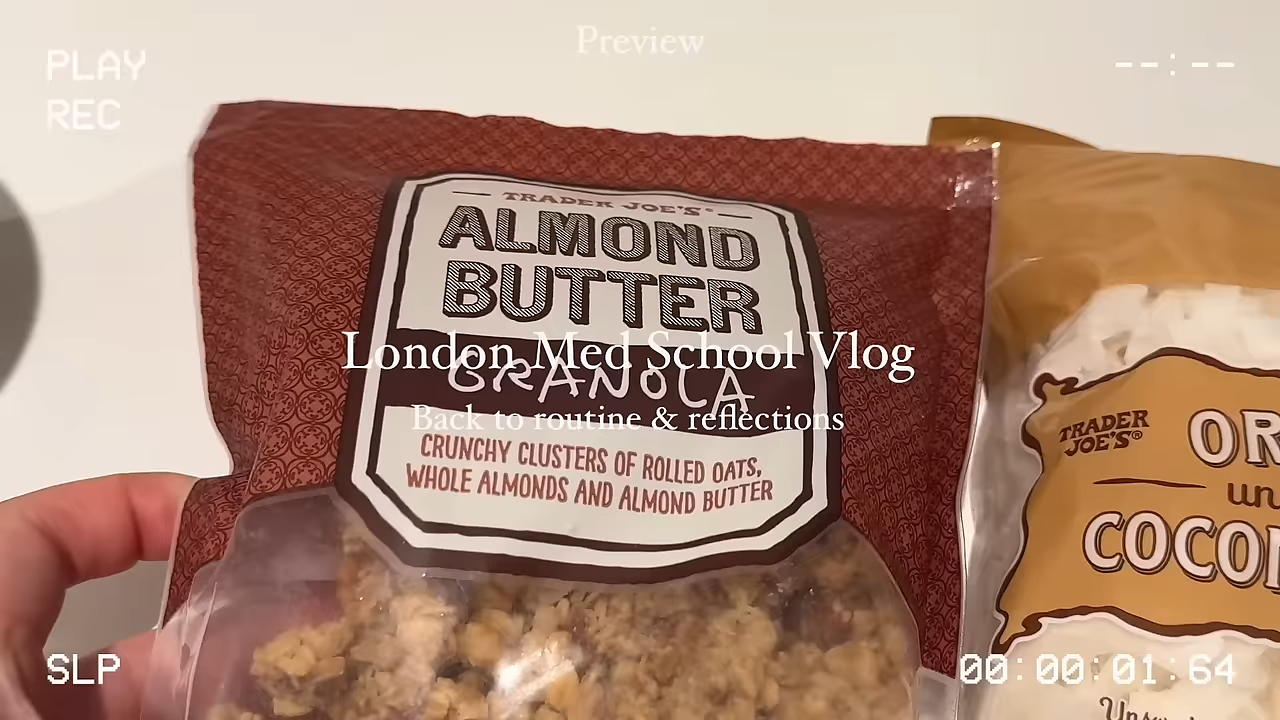 Preview
PLAY
REC
--:--
TRADER JOE'S
ALMOND
BUTTER
GRANOLA
CRUNCHY CLUSTERS OF ROLLED OATS,
WHOLE ALMONDS AND ALMOND BUTTER
London Med School Vlog
Back to routine & reflections
TRADER
JOE'S®
SLP
00:00:01:64